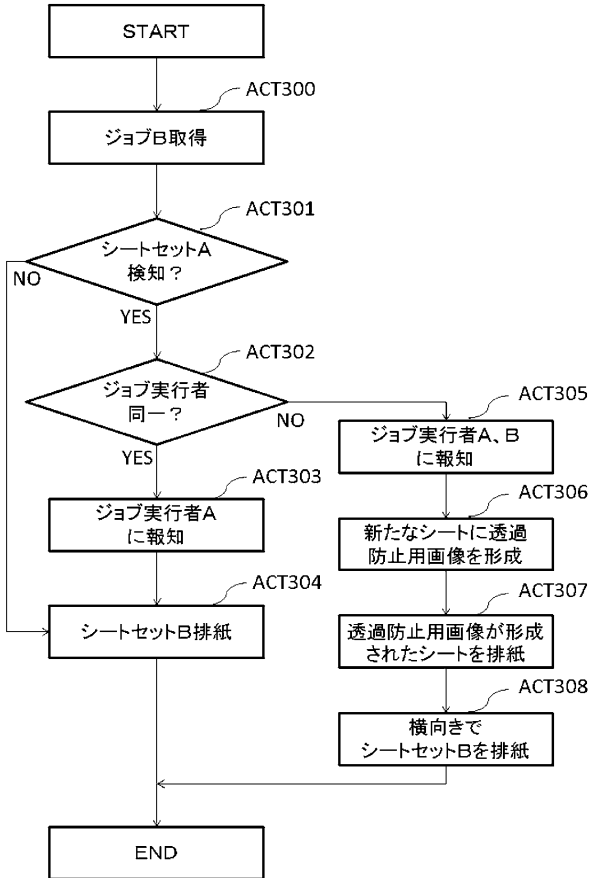 START
ACT300
ジョブB取得
ACT301
シートセットA
検知？
NO
YES
ACT302
ジョブ実行者
同一？
NO
YES
ACT303
ジョブ実行者A
に報知
ACT304
シートセットB排紙
ACT305
ジョブ実行者A、B
に報知
ACT306
新たなシートに透過
防止用画像を形成
ACT307
透過防止用画像が形成
されたシートを排紙
ACT308
横向きで
シートセットBを排紙
END